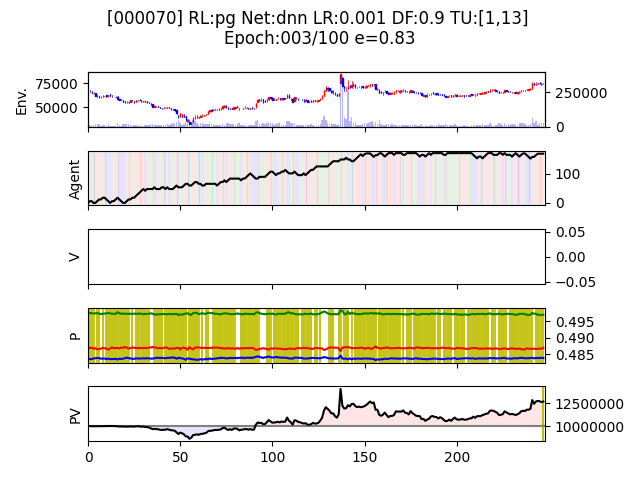 [000070] RL:pg Net:dnn LR:0.001 DF:0.9 TU:[1,13]
Epoch:003/100 e=0.83
Env.
75000
50000
250000
0
Agent
100
0
V
0.05
0.00
−0.05
P
0.495
0.490
0.485
PV
12500000
10000000
0 50 100 150 200